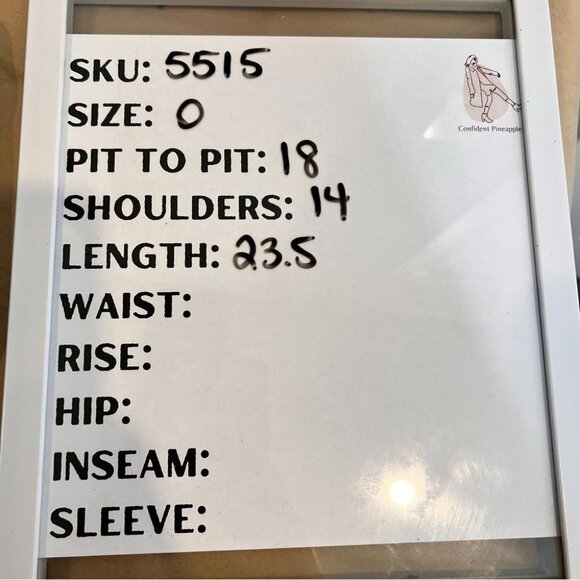 SKU: 5515
SIZE: 0
PIT TO PIT: 18
SHOULDERS: 14
LENGTH: 23.5
WAIST:
RISE:
HIP:
INSEAM:
SLEEVE:
Confident Pineapple